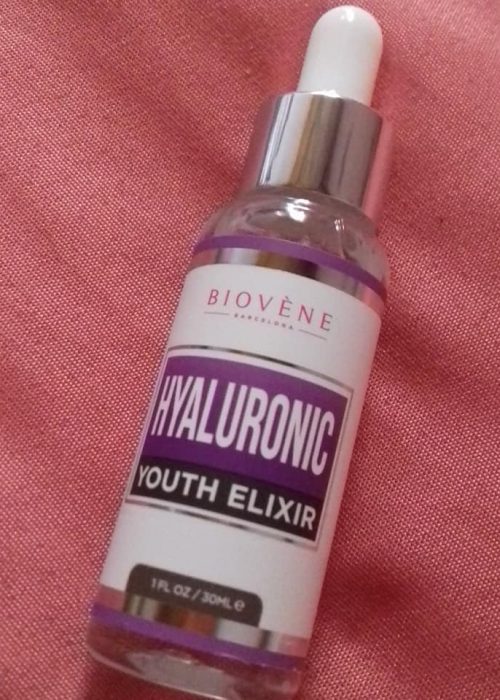 BIOVÈNE
BARCELONA
HYALURONIC
YOUTH ELIXIR
1 FL OZ / 30ML ℮